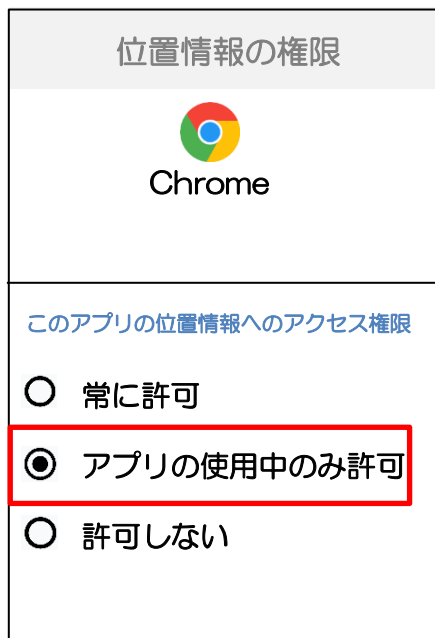 位置情報の権限
Chrome
このアプリの位置情報へのアクセス権限
常に許可
アプリの使用中のみ許可
許可しない